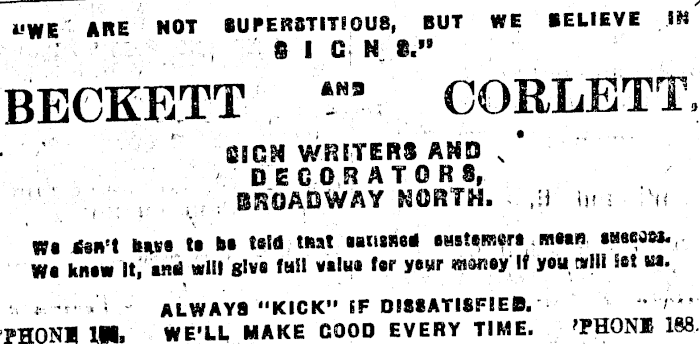 "WE ARE NOT SUPERSTITIOUS, BUT WE BELIEVE IN
SIGNS."
BECKETT AND CORLETT,
SIGN WRITERS AND
DECORATORS,
BROADWAY NORTH.
We don't have to be told that satisfied customers mean success.
We know it, and will give full value for your money if you will let us.
ALWAYS "KICK" IF DISSATISFIED.
'PHONE WE'LL MAKE GOOD EVERY TIME. 'PHONE 188.